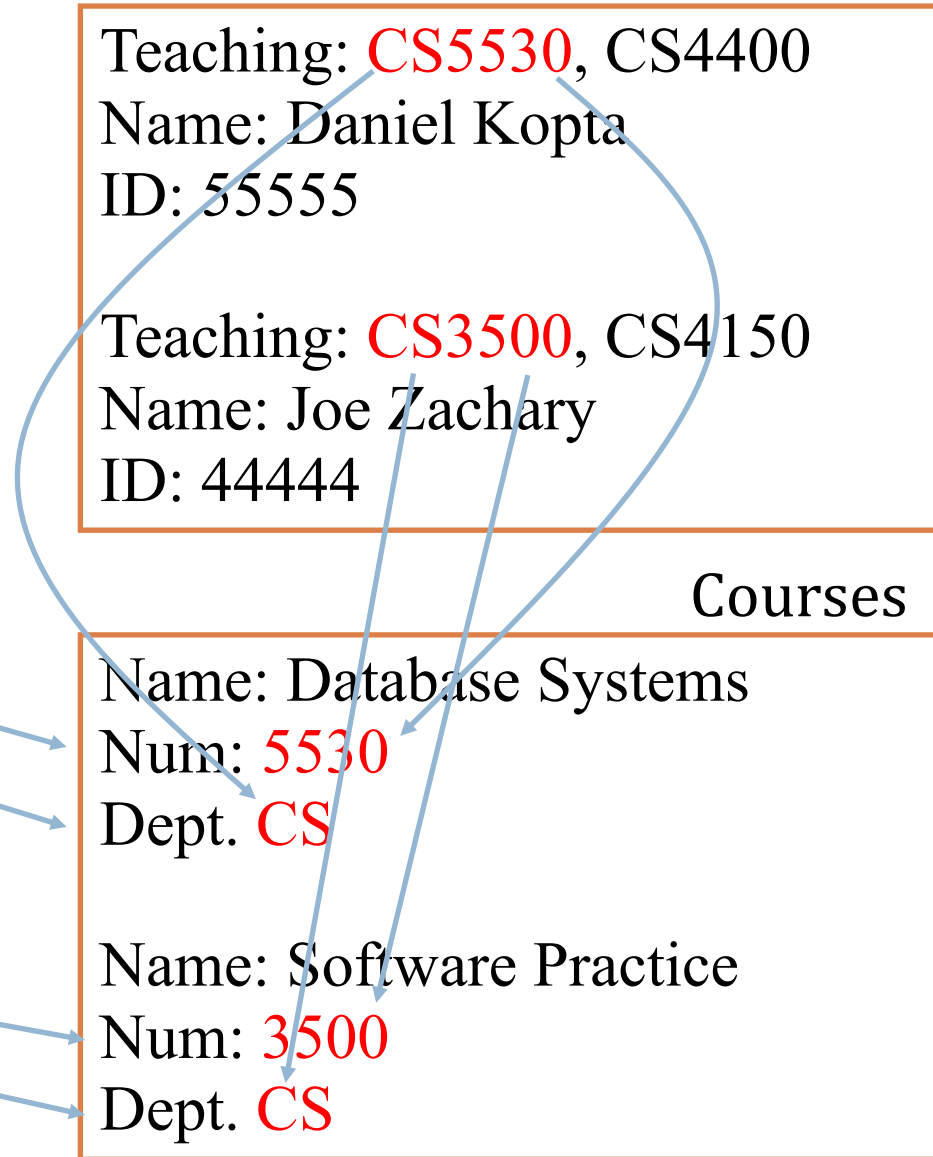 Teaching: CS5530, CS4400
Name: Daniel Kopta
ID: 55555
Teaching: CS3500, CS4150
Name: Joe Zachary
ID: 44444
Courses
Name: Database Systems
Num: 5530
Dept. CS
Name: Software Practice
Num: 3500
Dept. CS